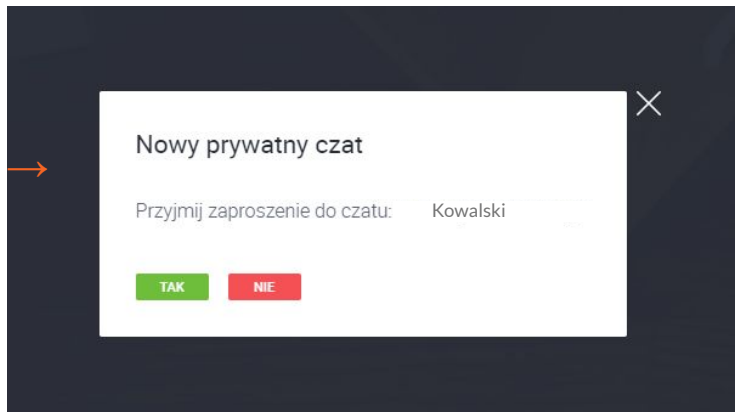 Nowy prywatny czat
Przyjmij zaproszenie do czatu: Kowalski
TAK NIE